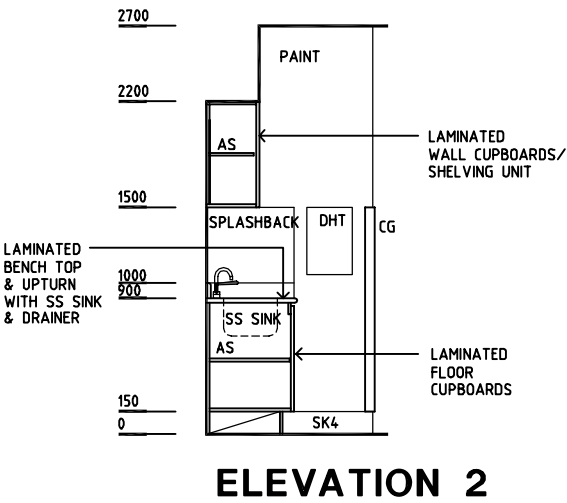 2700
PAINT
2200
AS
LAMINATED
WALL CUPBOARDS/
SHELVING UNIT
1500
SPLASHBACK
DHT
CG
LAMINATED
BENCH TOP
& UPTURN
WITH SS SINK
& DRAINER
1000
900
SS SINK
AS
LAMINATED
FLOOR
CUPBOARDS
150
0
SK4
ELEVATION 2